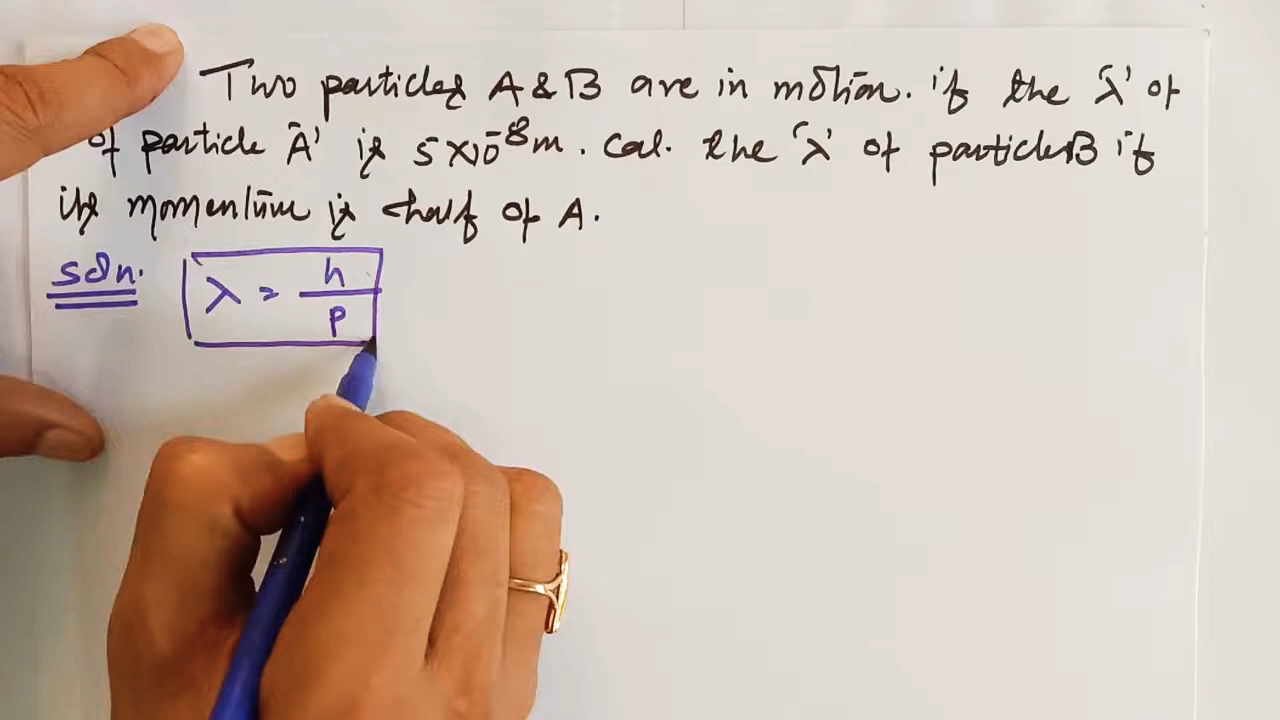 Two particles A & B are in motion. if the 'λ' of
of particle 'A' is 5×10⁻⁸m. Cal. the 'λ' of particles B if
its momentum is half of A.
Soln.
λ = h/p